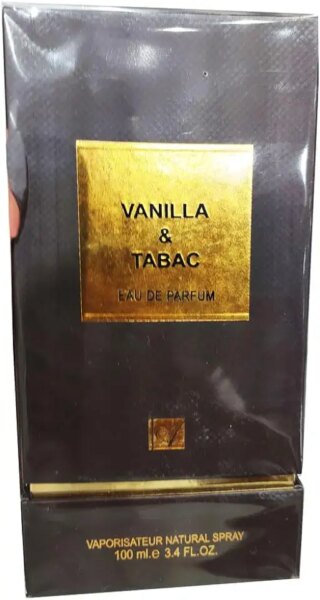 VANILLA
&
TABAC
EAU DE PARFUM
VAPORISATEUR NATURAL SPRAY
100 ml.e 3.4 FL.OZ.